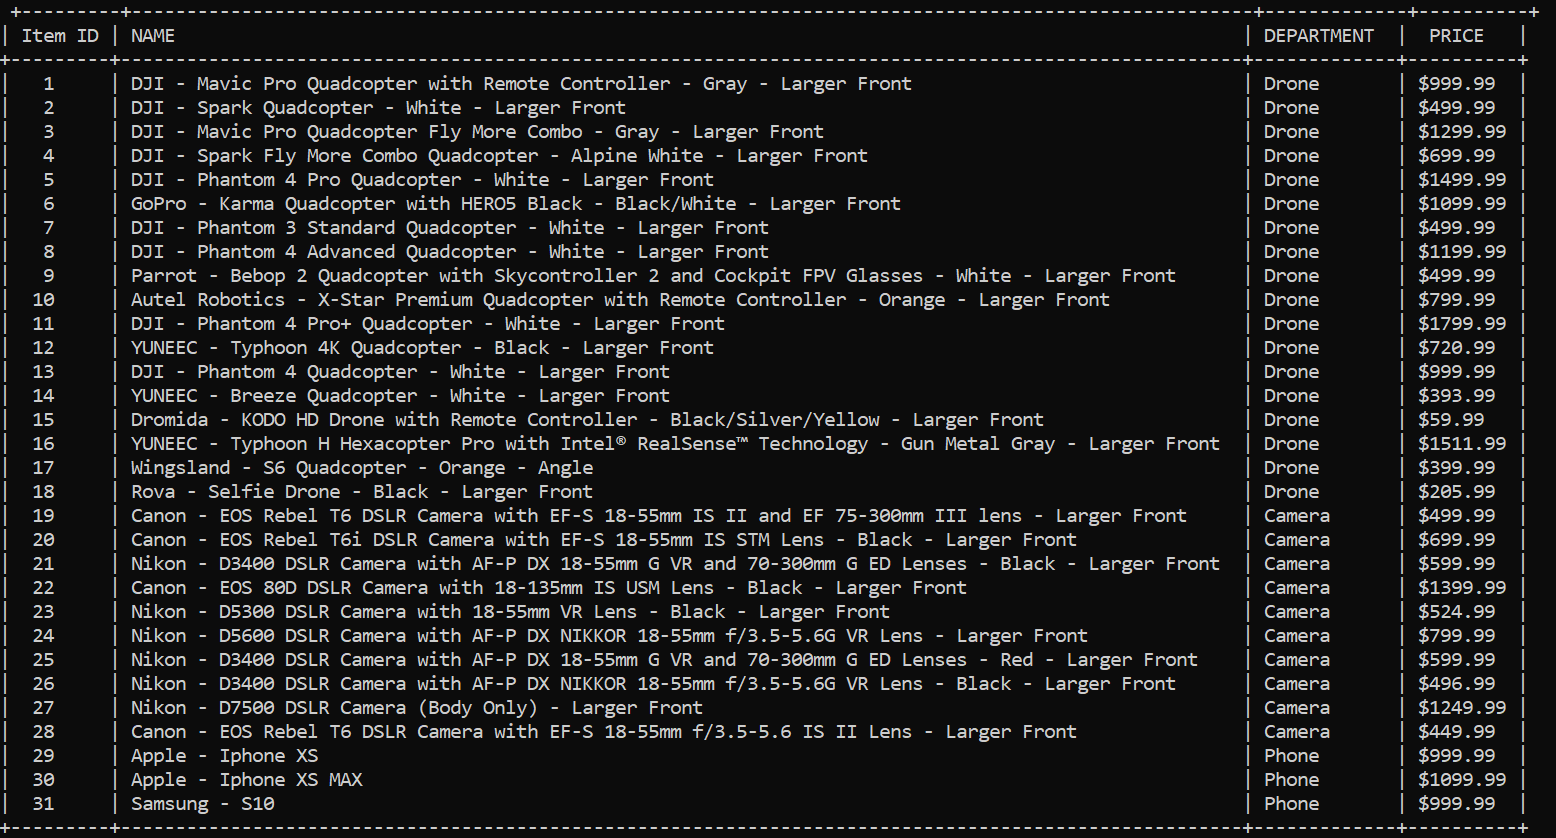 | Item ID | NAME | DEPARTMENT | PRICE |
| 1 | DJI - Mavic Pro Quadcopter with Remote Controller - Gray - Larger Front | Drone | $999.99 |
| 2 | DJI - Spark Quadcopter - White - Larger Front | Drone | $499.99 |
| 3 | DJI - Mavic Pro Quadcopter Fly More Combo - Gray - Larger Front | Drone | $1299.99 |
| 4 | DJI - Spark Fly More Combo Quadcopter - Alpine White - Larger Front | Drone | $699.99 |
| 5 | DJI - Phantom 4 Pro Quadcopter - White - Larger Front | Drone | $1499.99 |
| 6 | GoPro - Karma Quadcopter with HERO5 Black - Black/White - Larger Front | Drone | $1099.99 |
| 7 | DJI - Phantom 3 Standard Quadcopter - White - Larger Front | Drone | $499.99 |
| 8 | DJI - Phantom 4 Advanced Quadcopter - White - Larger Front | Drone | $1199.99 |
| 9 | Parrot - Bebop 2 Quadcopter with Skycontroller 2 and Cockpit FPV Glasses - White - Larger Front | Drone | $499.99 |
| 10 | Autel Robotics - X-Star Premium Quadcopter with Remote Controller - Orange - Larger Front | Drone | $799.99 |
| 11 | DJI - Phantom 4 Pro+ Quadcopter - White - Larger Front | Drone | $1799.99 |
| 12 | YUNEEC - Typhoon 4K Quadcopter - Black - Larger Front | Drone | $720.99 |
| 13 | DJI - Phantom 4 Quadcopter - White - Larger Front | Drone | $999.99 |
| 14 | YUNEEC - Breeze Quadcopter - White - Larger Front | Drone | $393.99 |
| 15 | Dromida - KODO HD Drone with Remote Controller - Black/Silver/Yellow - Larger Front | Drone | $59.99 |
| 16 | YUNEEC - Typhoon H Hexacopter Pro with Intel® RealSense™ Technology - Gun Metal Gray - Larger Front | Drone | $1511.99 |
| 17 | Wingsland - S6 Quadcopter - Orange - Angle | Drone | $399.99 |
| 18 | Rova - Selfie Drone - Black - Larger Front | Drone | $205.99 |
| 19 | Canon - EOS Rebel T6 DSLR Camera with EF-S 18-55mm IS II and EF 75-300mm III lens - Larger Front | Camera | $499.99 |
| 20 | Canon - EOS Rebel T6i DSLR Camera with EF-S 18-55mm IS STM Lens - Black - Larger Front | Camera | $699.99 |
| 21 | Nikon - D3400 DSLR Camera with AF-P DX 18-55mm G VR and 70-300mm G ED Lenses - Black - Larger Front | Camera | $599.99 |
| 22 | Canon - EOS 80D DSLR Camera with 18-135mm IS USM Lens - Black - Larger Front | Camera | $1399.99 |
| 23 | Nikon - D5300 DSLR Camera with 18-55mm VR Lens - Black - Larger Front | Camera | $524.99 |
| 24 | Nikon - D5600 DSLR Camera with AF-P DX NIKKOR 18-55mm f/3.5-5.6G VR Lens - Larger Front | Camera | $799.99 |
| 25 | Nikon - D3400 DSLR Camera with AF-P DX 18-55mm G VR and 70-300mm G ED Lenses - Red - Larger Front | Camera | $599.99 |
| 26 | Nikon - D3400 DSLR Camera with AF-P DX NIKKOR 18-55mm f/3.5-5.6G VR Lens - Black - Larger Front | Camera | $496.99 |
| 27 | Nikon - D7500 DSLR Camera (Body Only) - Larger Front | Camera | $1249.99 |
| 28 | Canon - EOS Rebel T6 DSLR Camera with EF-S 18-55mm f/3.5-5.6 IS II Lens - Larger Front | Camera | $449.99 |
| 29 | Apple - Iphone XS | Phone | $999.99 |
| 30 | Apple - Iphone XS MAX | Phone | $1099.99 |
| 31 | Samsung - S10 | Phone | $999.99 |